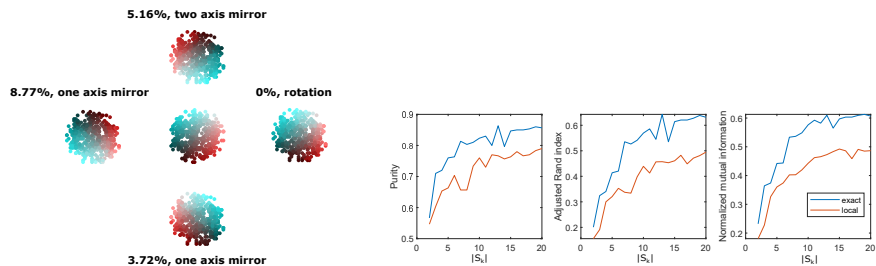 5.16%, two axis mirror
8.77%, one axis mirror
0%, rotation
3.72%, one axis mirror
Purity
0.9
0.8
0.7
0.6
0.5
0
5
10
15
20
|Sₖ|
Adjusted Rand index
0.6
0.5
0.4
0.3
0.2
0
5
10
15
20
|Sₖ|
Normalized mutual information
0.6
0.5
0.4
0.3
0.2
0
5
10
15
20
|Sₖ|
exact
local